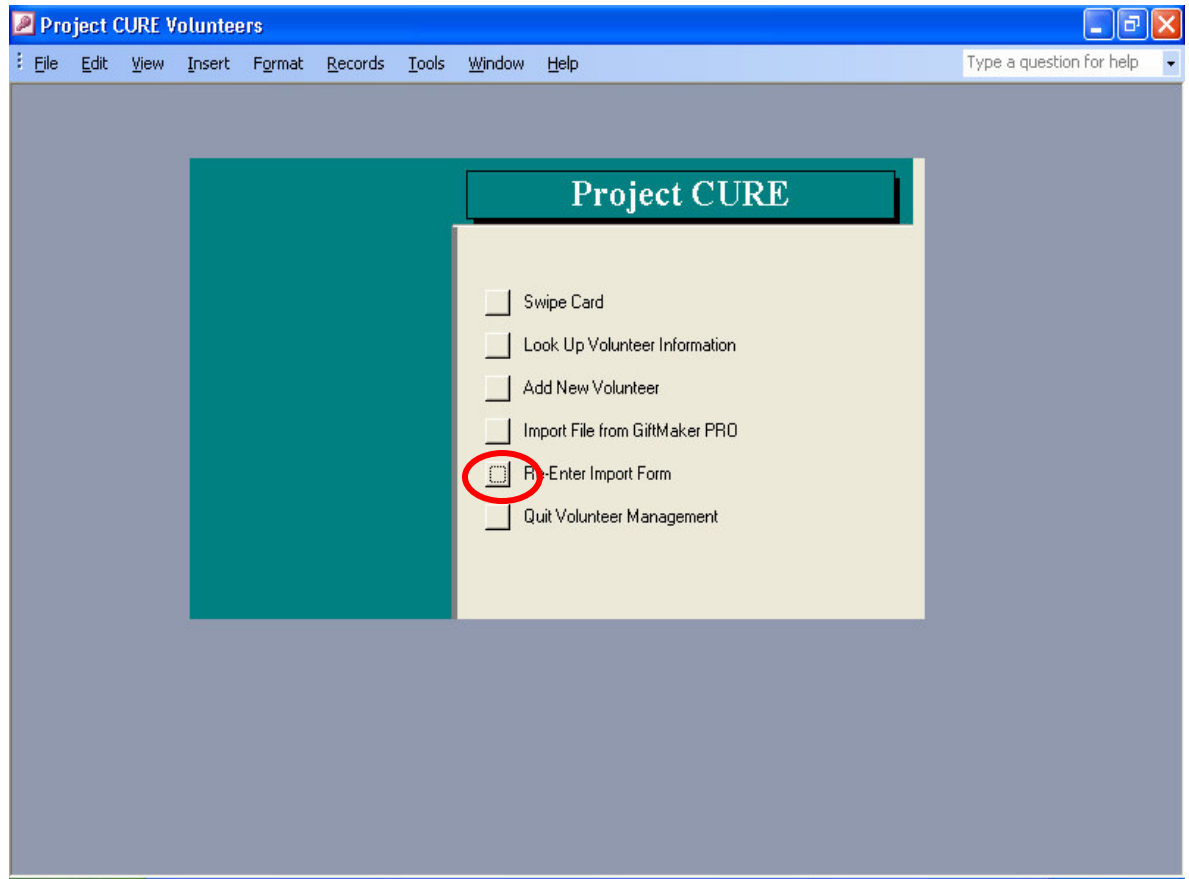 Project CURE Volunteers
File Edit View Insert Format Records Tools Window Help Type a question for help
Project CURE
Swipe Card
Look Up Volunteer Information
Add New Volunteer
Import File from GiftMaker PRO
Re-Enter Import Form
Quit Volunteer Management